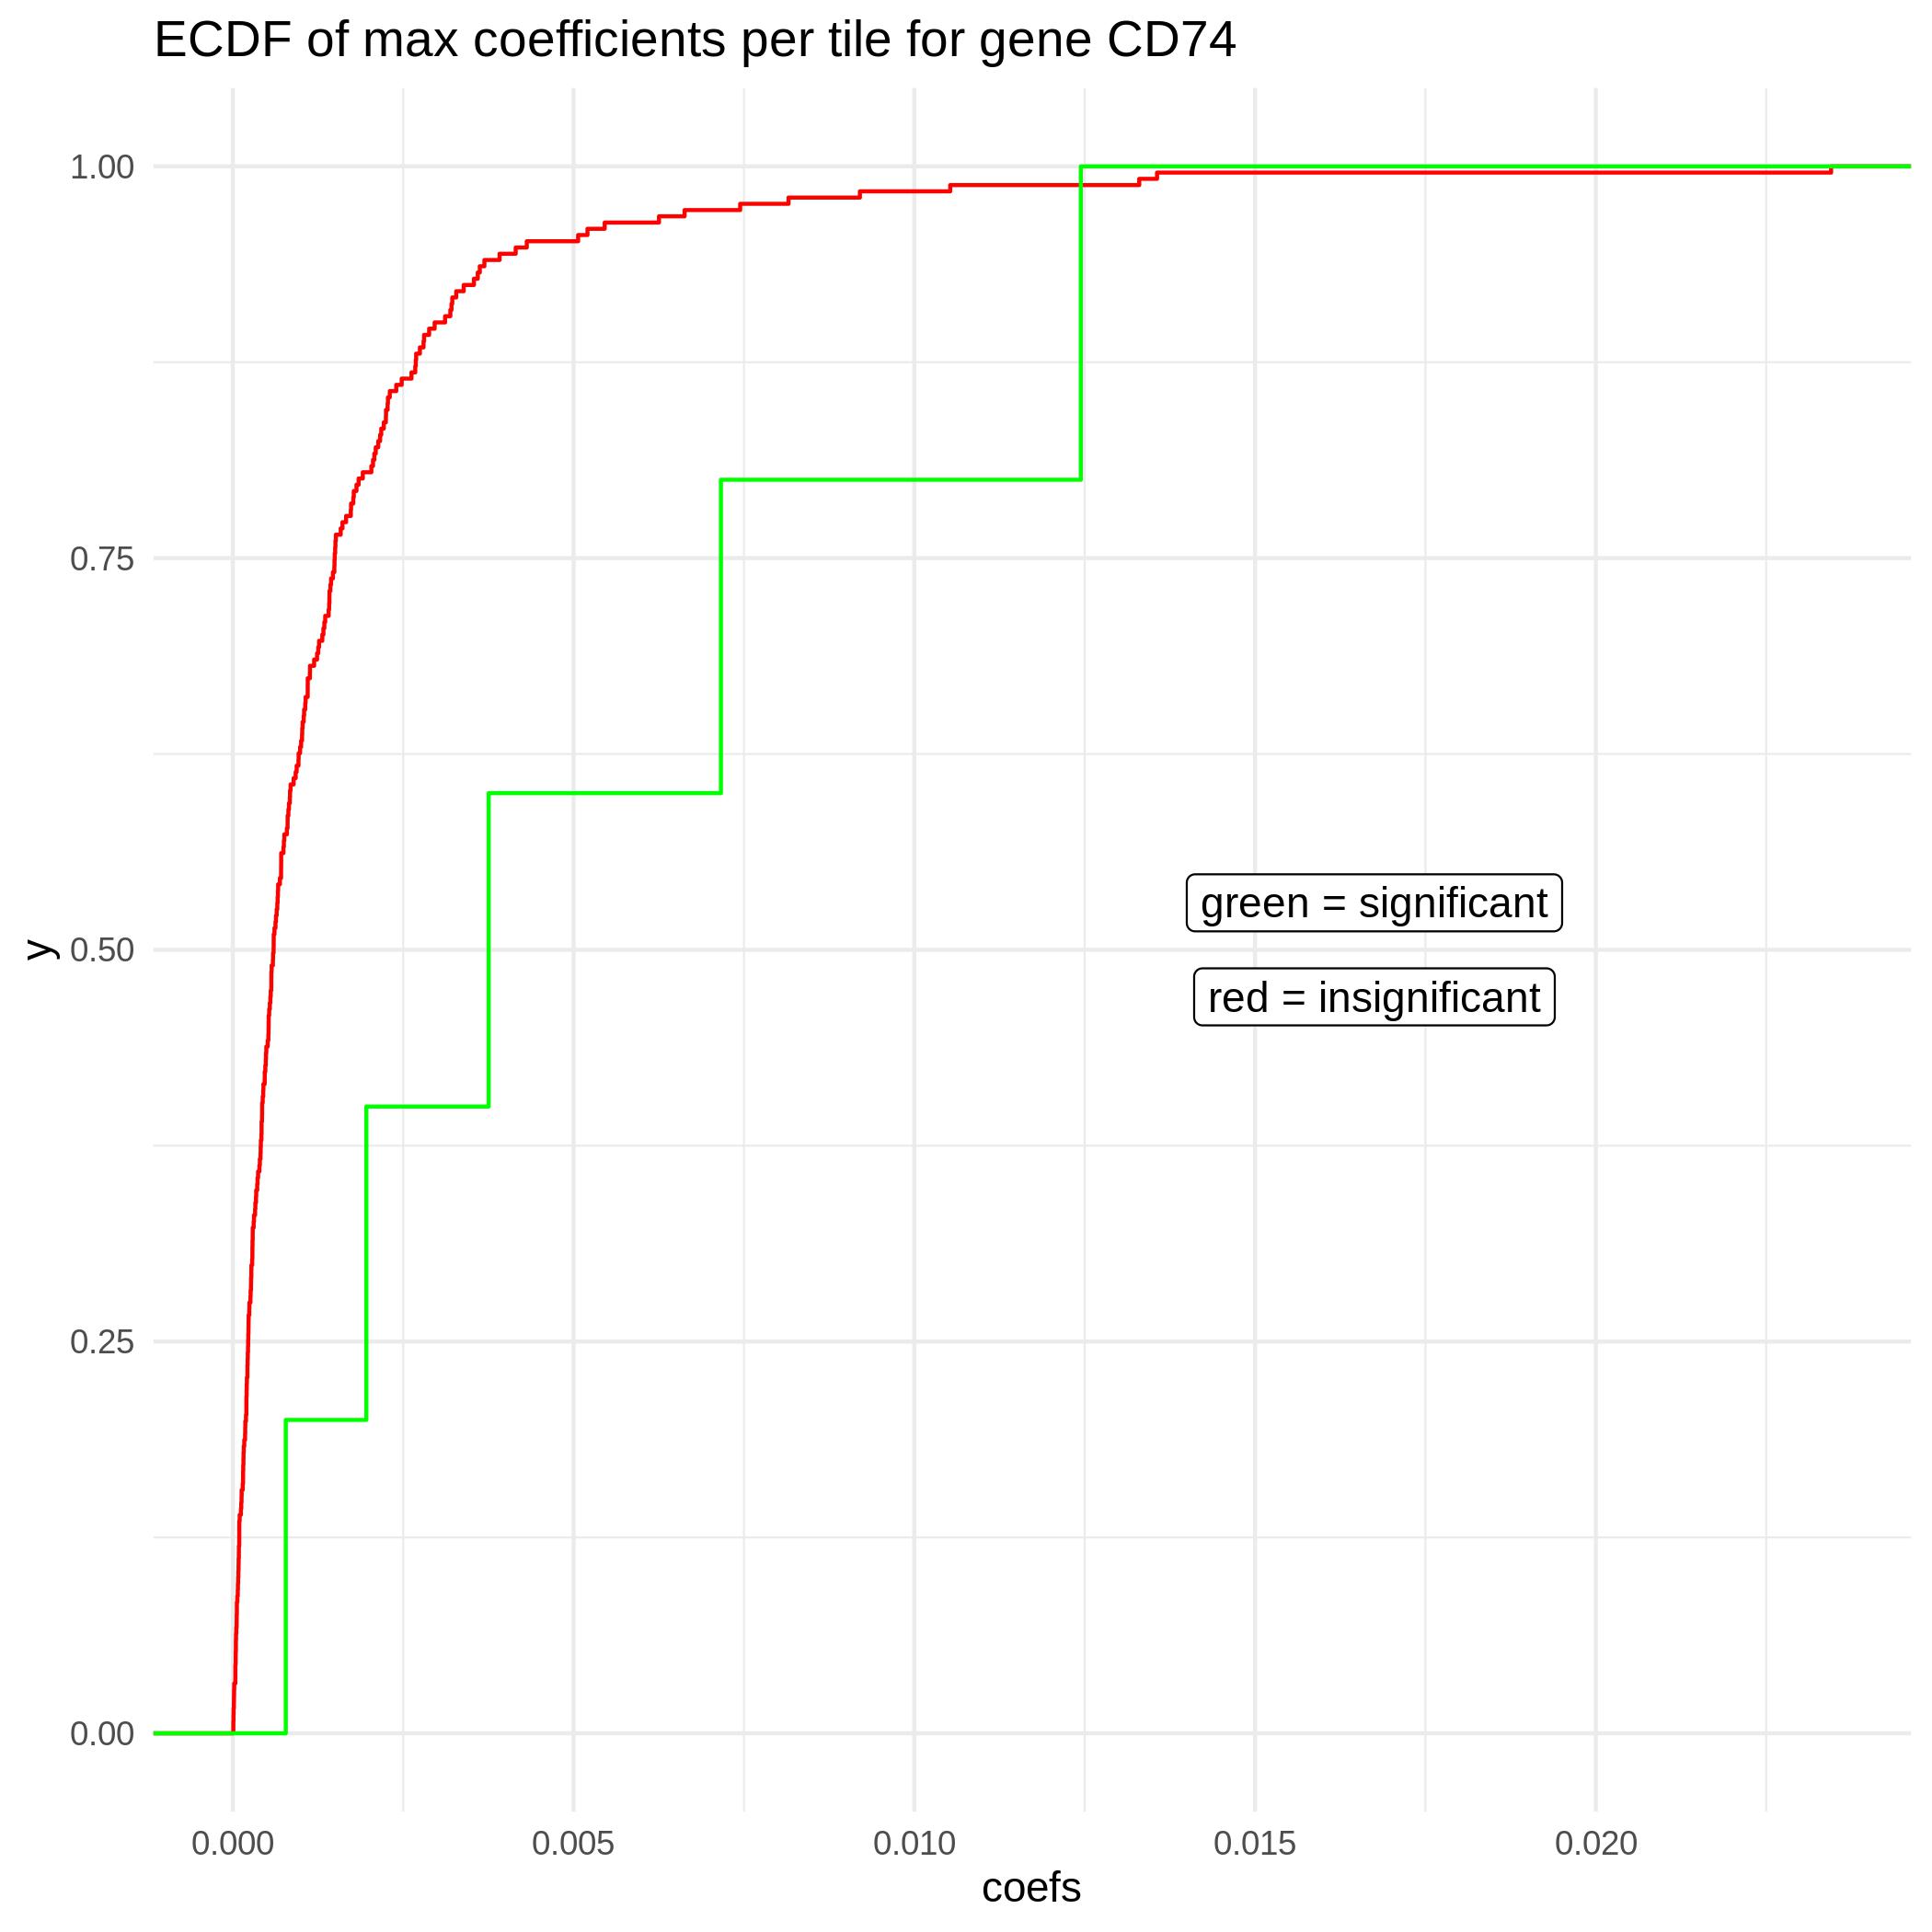 ECDF of max coefficients per tile for gene CD74
1.00
0.75
0.50
0.25
0.00
y
green = significant
red = insignificant
0.000 0.005 0.010 0.015 0.020
coefs